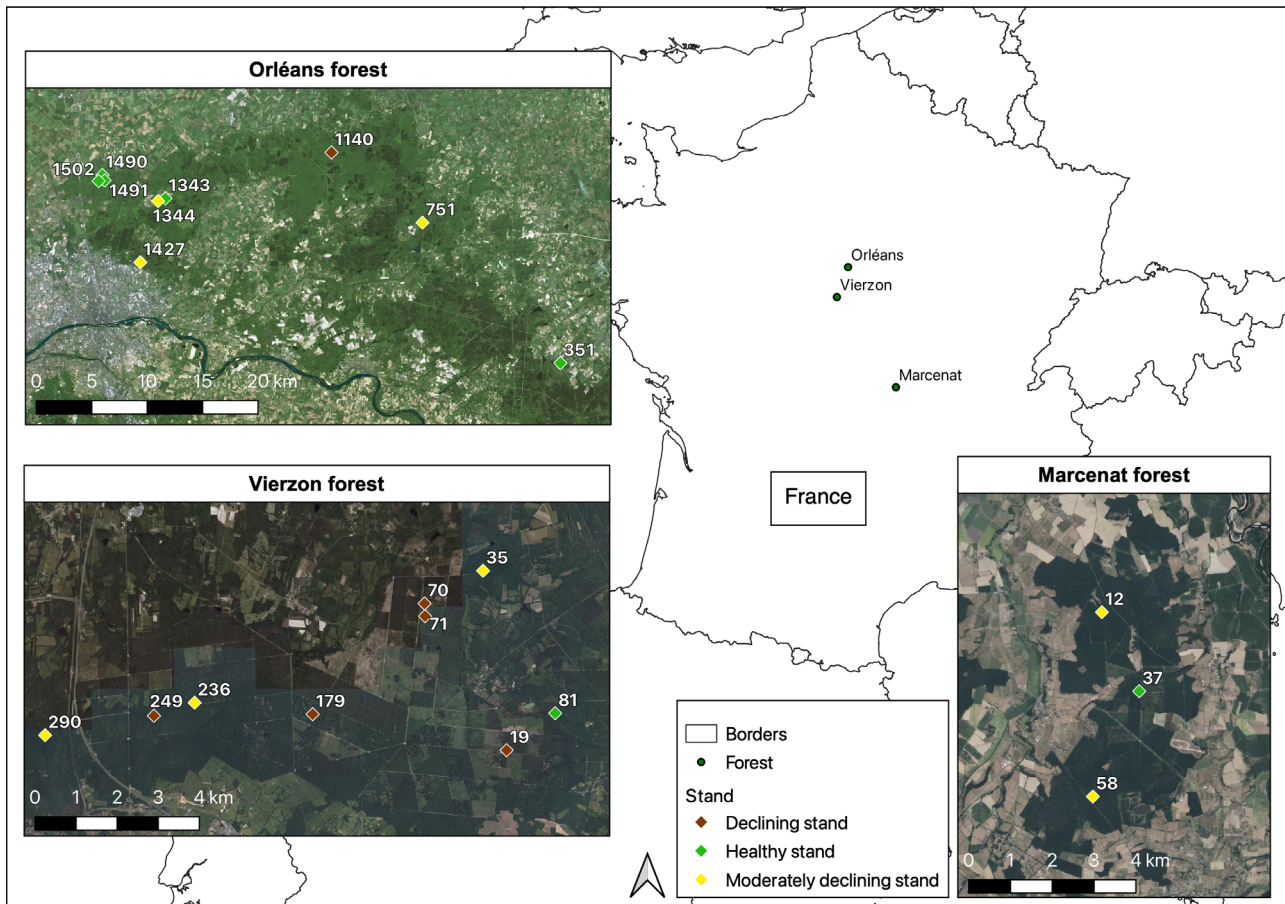 Orléans forest
1140
1490
1502
1491
1343
1344
751
1427
351
0 5 10 15 20 km
Orléans
Vierzon
Marcenat
France
Vierzon forest
35
70
71
236
249
179
81
290
19
0 1 2 3 4 km
Marcenat forest
12
37
58
0 1 2 3 4 km
Borders
Forest
Stand
Declining stand
Healthy stand
Moderately declining stand